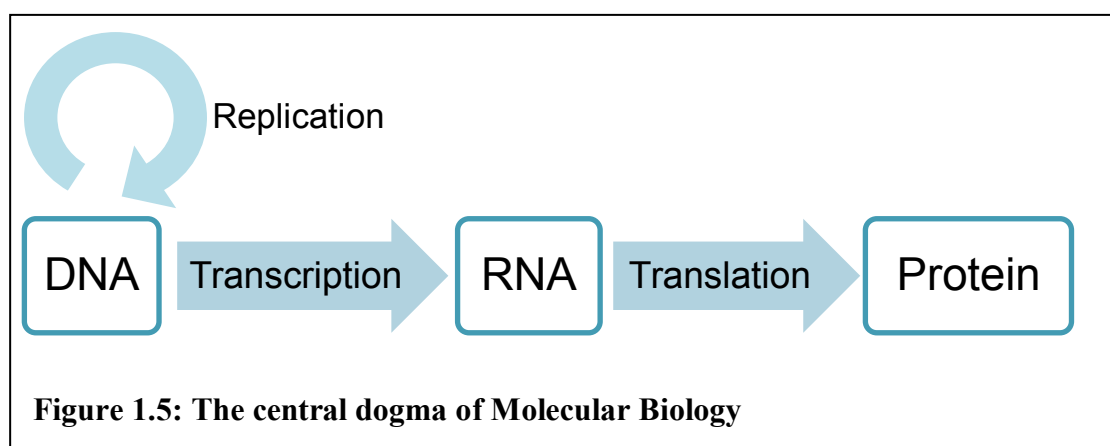 Replication
DNA Transcription RNA Translation Protein
Figure 1.5: The central dogma of Molecular Biology